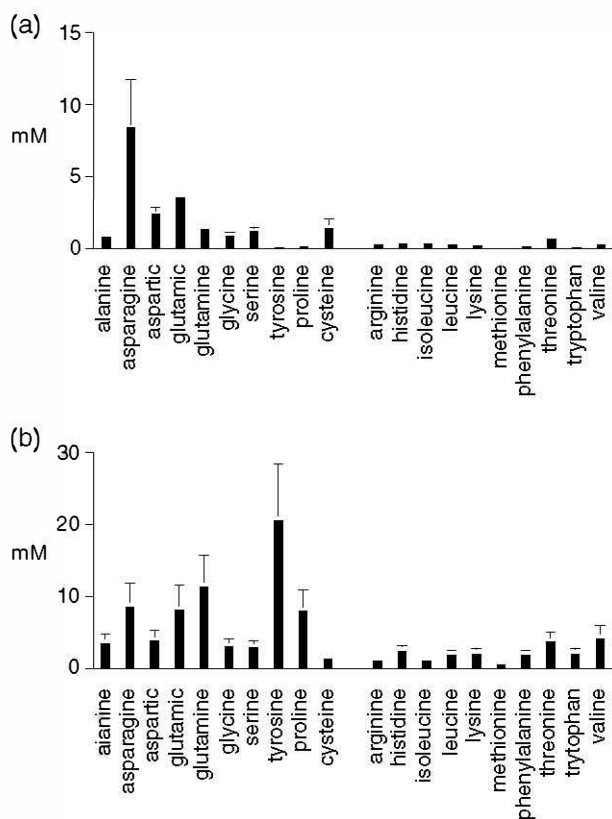 (a)
15
10
mM
5
0
alanine
asparagine
aspartic
glutamic
glutamine
glycine
serine
tyrosine
proline
cysteine
arginine
histidine
isoleucine
leucine
lysine
methionine
phenylalanine
threonine
tryptophan
valine
(b)
30
20
mM
10
0
alanine
asparagine
aspartic
glutamic
glutamine
glycine
serine
tyrosine
proline
cysteine
arginine
histidine
isoleucine
leucine
lysine
methionine
phenylalanine
threonine
trytophan
valine